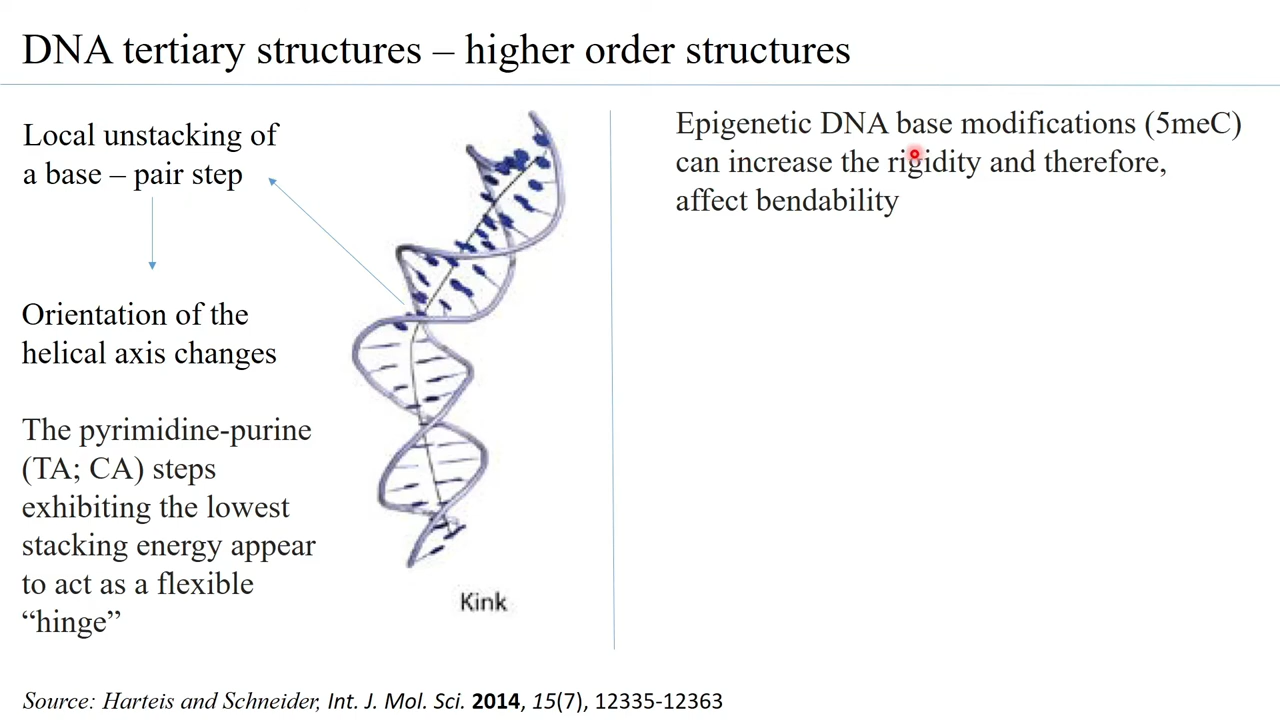 DNA tertiary structures – higher order structures
Local unstacking of
a base – pair step
Orientation of the
helical axis changes
The pyrimidine-purine
(TA; CA) steps
exhibiting the lowest
stacking energy appear
to act as a flexible
“hinge”
Kink
Epigenetic DNA base modifications (5meC)
can increase the rigidity and therefore,
affect bendability
Source: Harteis and Schneider, Int. J. Mol. Sci. 2014, 15(7), 12335-12363